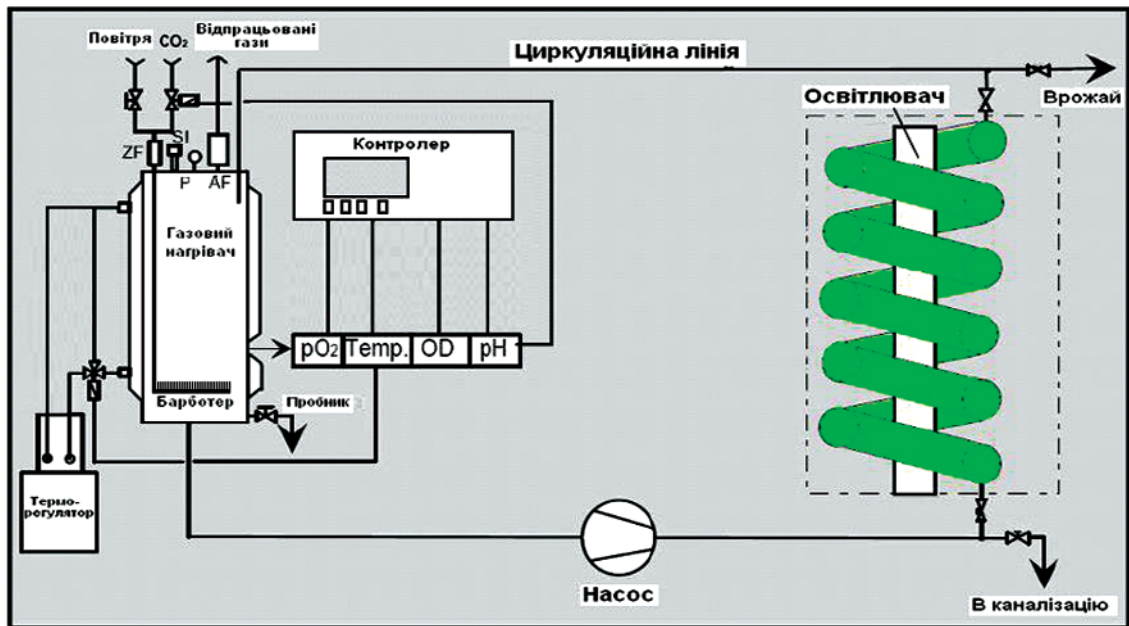 Повітря
CO₂
Відпрацьовані
гази
Циркуляційна лінія
Врожай
Освітлювач
SI
ZF
P
AF
Контролер
Газовий
нагрівач
pO₂ Temp. OD pH
Барботер
Пробник
Термо-
регулятор
Насос
В каналізацію